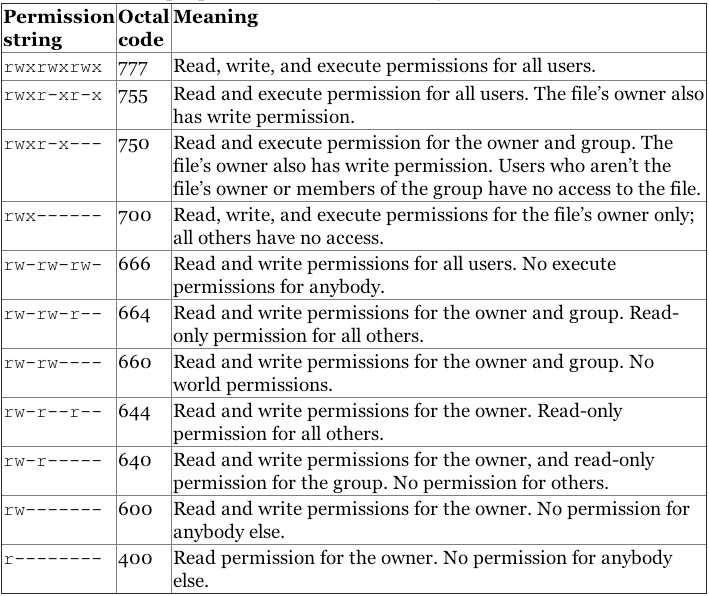 Permission Octal Meaning
string code
rwxrwxrwx 777 Read, write, and execute permissions for all users.
rwxr-xr-x 755 Read and execute permission for all users. The file’s owner also
has write permission.
rwxr-x--- 750 Read and execute permission for the owner and group. The
file’s owner also has write permission. Users who aren’t the
file’s owner or members of the group have no access to the file.
rwx------ 700 Read, write, and execute permissions for the file’s owner only;
all others have no access.
rw-rw-rw- 666 Read and write permissions for all users. No execute
permissions for anybody.
rw-rw-r-- 664 Read and write permissions for the owner and group. Read-
only permission for all others.
rw-rw---- 660 Read and write permissions for the owner and group. No
world permissions.
rw-r--r-- 644 Read and write permissions for the owner. Read-only
permission for all others.
rw-r----- 640 Read and write permissions for the owner, and read-only
permission for the group. No permission for others.
rw------- 600 Read and write permissions for the owner. No permission for
anybody else.
r-------- 400 Read permission for the owner. No permission for anybody
else.